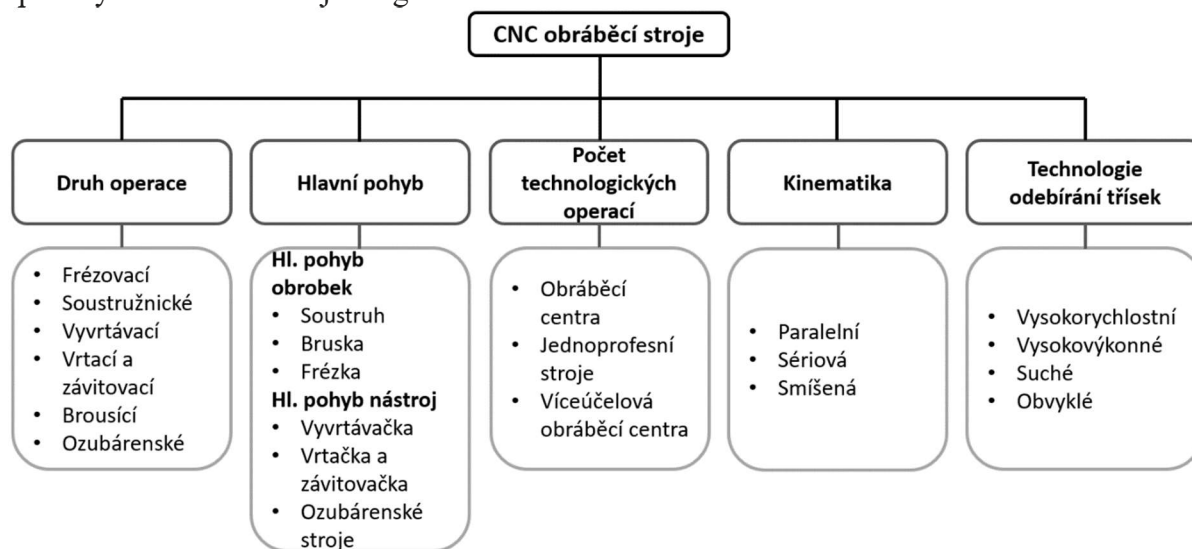 CNC obráběcí stroje
Druh operace
• Frézovací
• Soustružnické
• Vyvrtávací
• Vrtací a
závitovací
• Brousící
• Ozubárenské
Hlavní pohyb
Hl. pohyb
obrobek
• Soustruh
• Bruska
• Frézka
Hl. pohyb nástroj
• Vyvrtávačka
• Vrtačka a
závitovačka
• Ozubárenské
stroje
Počet
technologických
operací
• Obráběcí
centra
• Jednoprofesní
stroje
• Víceúčelová
obráběcí centra
Kinematika
• Paralelní
• Sériová
• Smíšená
Technologie
odebírání třísek
• Vysokorychlostní
• Vysokovýkonné
• Suché
• Obvyklé